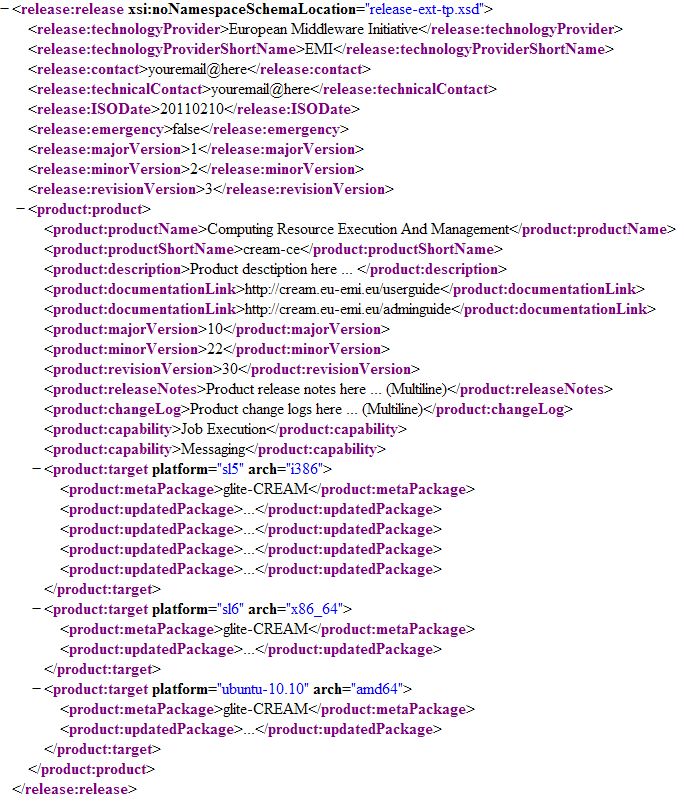 − <release:release xsi:noNamespaceSchemaLocation="release-ext-tp.xsd">
<release:technologyProvider>European Middleware Initiative</release:technologyProvider>
<release:technologyProviderShortName>EMI</release:technologyProviderShortName>
<release:contact>youremail@here</release:contact>
<release:technicalContact>youremail@here</release:technicalContact>
<release:ISODate>20110210</release:ISODate>
<release:emergency>false</release:emergency>
<release:majorVersion>1</release:majorVersion>
<release:minorVersion>2</release:minorVersion>
<release:revisionVersion>3</release:revisionVersion>
− <product:product>
<product:productName>Computing Resource Execution And Management</product:productName>
<product:productShortName>cream-ce</product:productShortName>
<product:description>Product desctiption here ... </product:description>
<product:documentationLink>http://cream.eu-emi.eu/userguide</product:documentationLink>
<product:documentationLink>http://cream.eu-emi.eu/adminguide</product:documentationLink>
<product:majorVersion>10</product:majorVersion>
<product:minorVersion>22</product:minorVersion>
<product:revisionVersion>30</product:revisionVersion>
<product:releaseNotes>Product release notes here ... (Multiline)</product:releaseNotes>
<product:changeLog>Product change logs here ... (Multiline)</product:changeLog>
<product:capability>Job Execution</product:capability>
<product:capability>Messaging</product:capability>
− <product:target platform="sl5" arch="i386">
<product:metaPackage>glite-CREAM</product:metaPackage>
<product:updatedPackage>...</product:updatedPackage>
<product:updatedPackage>...</product:updatedPackage>
<product:updatedPackage>...</product:updatedPackage>
<product:updatedPackage>...</product:updatedPackage>
</product:target>
− <product:target platform="sl6" arch="x86_64">
<product:metaPackage>glite-CREAM</product:metaPackage>
<product:updatedPackage>...</product:updatedPackage>
</product:target>
− <product:target platform="ubuntu-10.10" arch="amd64">
<product:metaPackage>glite-CREAM</product:metaPackage>
<product:updatedPackage>...</product:updatedPackage>
</product:target>
</product:product>
</release:release>